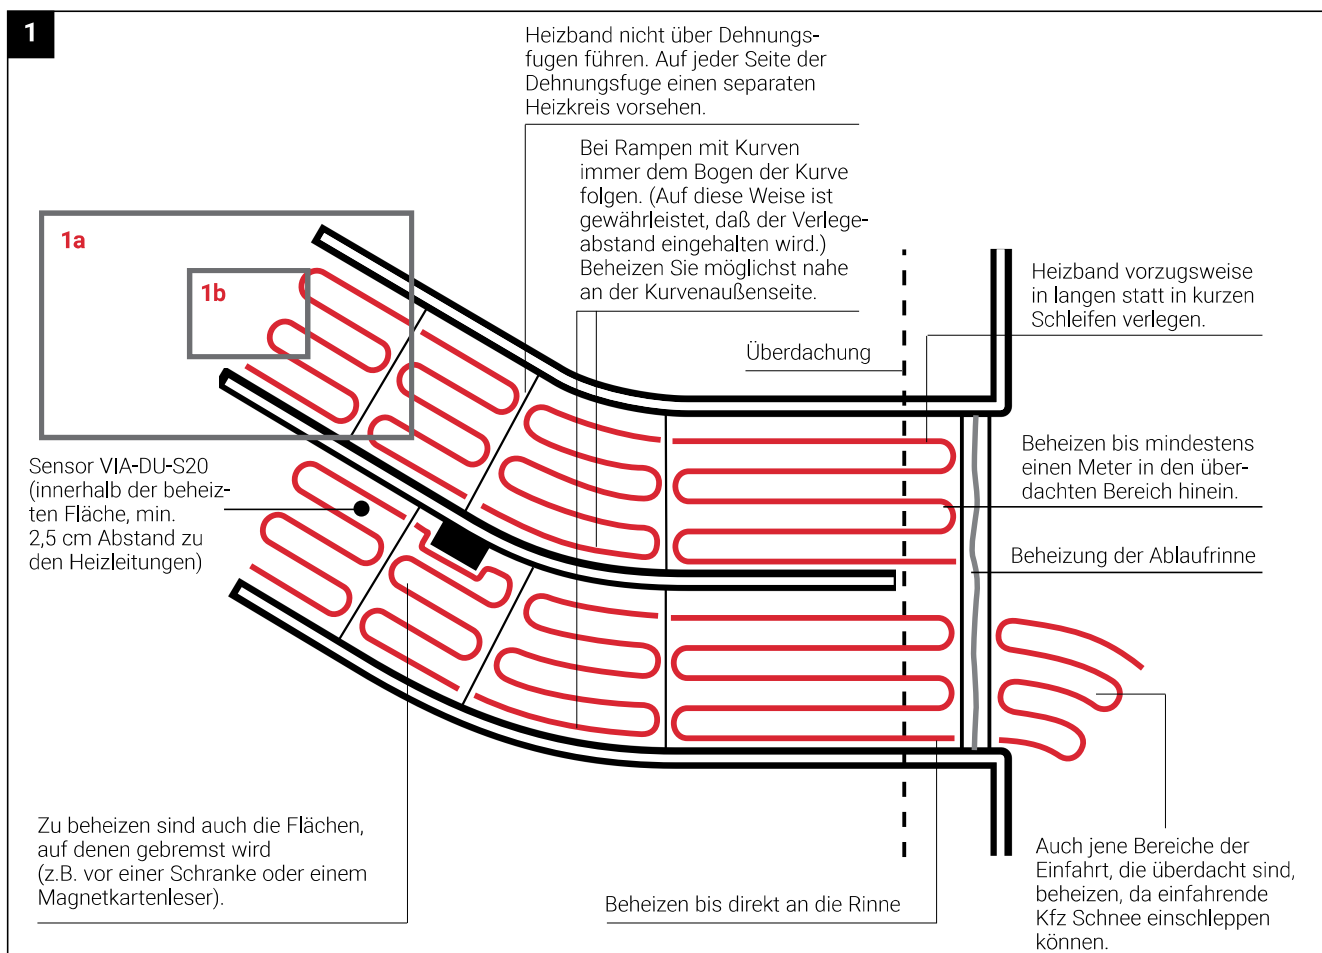 1
Heizband nicht über Dehnungs-
fugen führen. Auf jeder Seite der
Dehnungsfuge einen separaten
Heizkreis vorsehen.
Bei Rampen mit Kurven
immer dem Bogen der Kurve
folgen. (Auf diese Weise ist
gewährleistet, daß der Verlege-
abstand eingehalten wird.)
Beheizen Sie möglichst nahe
an der Kurvenaußenseite.
1a
1b
Überdachung
Heizband vorzugsweise
in langen statt in kurzen
Schleifen verlegen.
Sensor VIA-DU-S20
(innerhalb der beheiz-
ten Fläche, min.
2,5 cm Abstand zu
den Heizleitungen)
Beheizen bis mindestens
einen Meter in den über-
dachten Bereich hinein.
Beheizung der Ablaufrinne
Zu beheizen sind auch die Flächen,
auf denen gebremst wird
(z.B. vor einer Schranke oder einem
Magnetkartenleser).
Beheizen bis direkt an die Rinne
Auch jene Bereiche der
Einfahrt, die überdacht sind,
beheizen, da einfahrende
Kfz Schnee einschleppen
können.